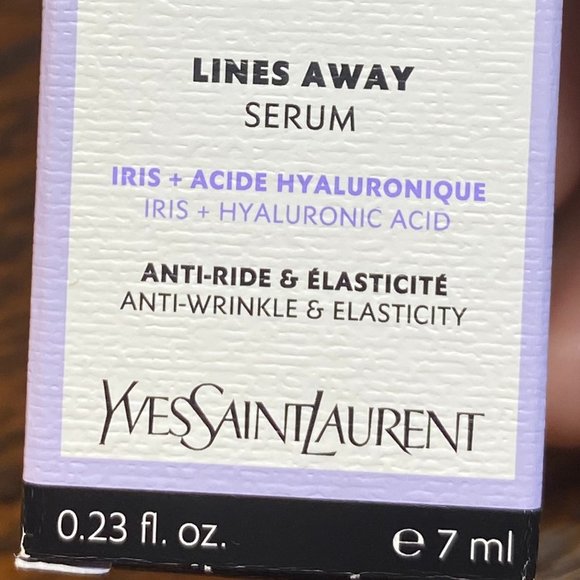 LINES AWAY
SERUM
IRIS + ACIDE HYALURONIQUE
IRIS + HYALURONIC ACID
ANTI-RIDE & ÉLASTICITÉ
ANTI-WRINKLE & ELASTICITY
YVESSAINTLAURENT
0.23 fl. oz. ℮ 7 ml